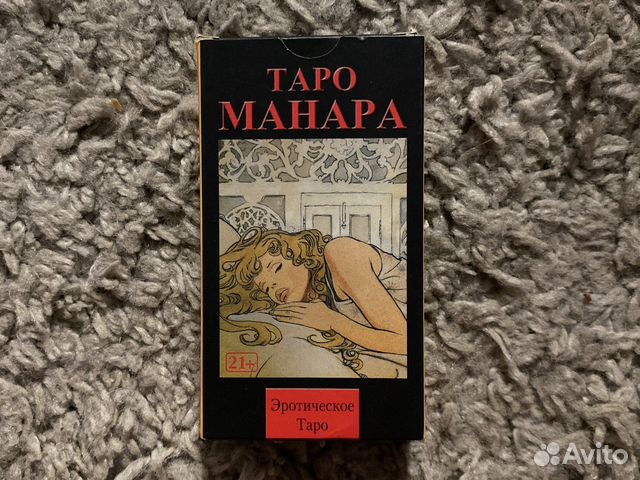 ТАРО
МАНАРА
21+
Эротическое
Таро
Avito